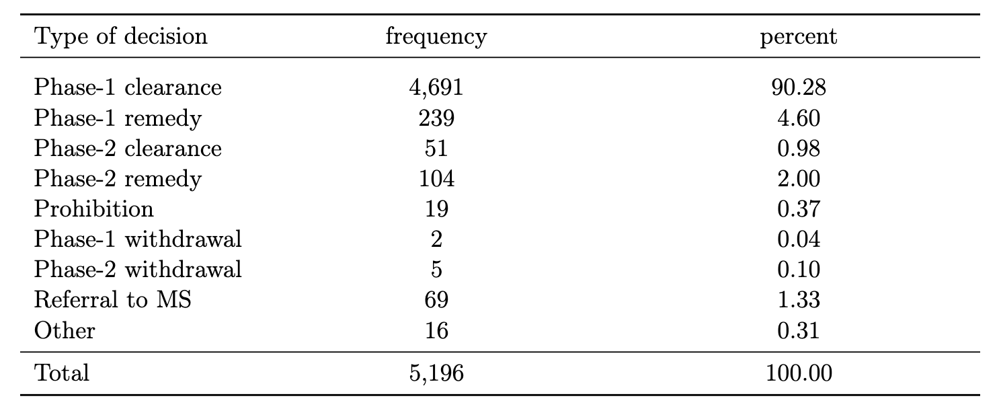 Type of decision frequency percent
Phase-1 clearance 4,691 90.28
Phase-1 remedy 239 4.60
Phase-2 clearance 51 0.98
Phase-2 remedy 104 2.00
Prohibition 19 0.37
Phase-1 withdrawal 2 0.04
Phase-2 withdrawal 5 0.10
Referral to MS 69 1.33
Other 16 0.31
Total 5,196 100.00